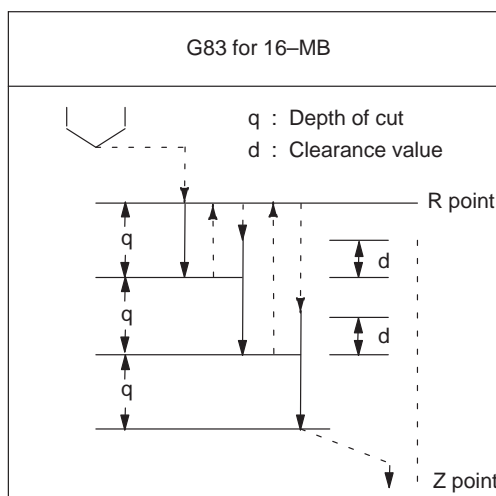 G83 for 16–MB
q : Depth of cut
d : Clearance value
R point
q
d
q
d
q
Z point